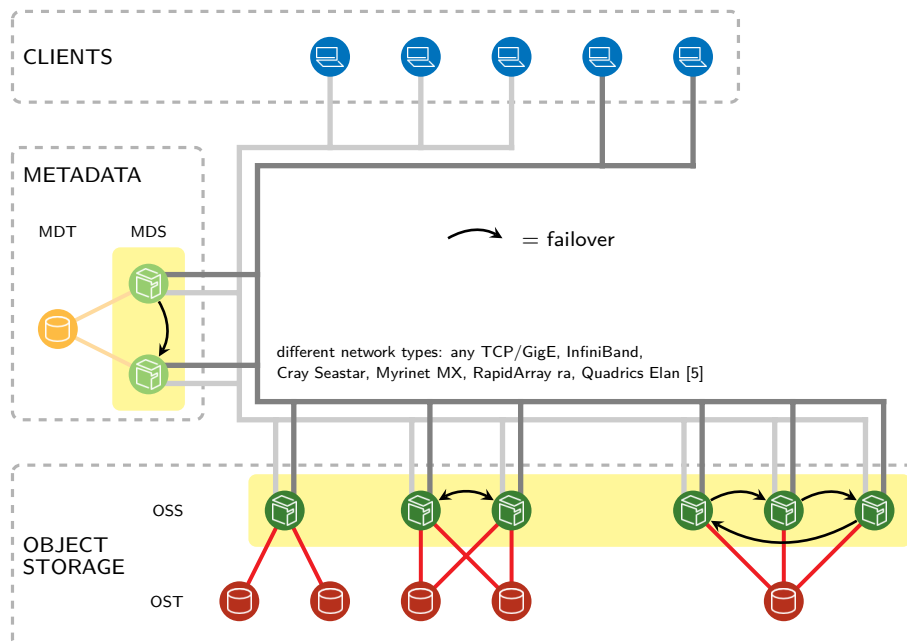 CLIENTS
METADATA
MDT
MDS
= failover
different network types: any TCP/GigE, InfiniBand,
Cray Seastar, Myrinet MX, RapidArray ra, Quadrics Elan [5]
OSS
OBJECT
STORAGE
OST